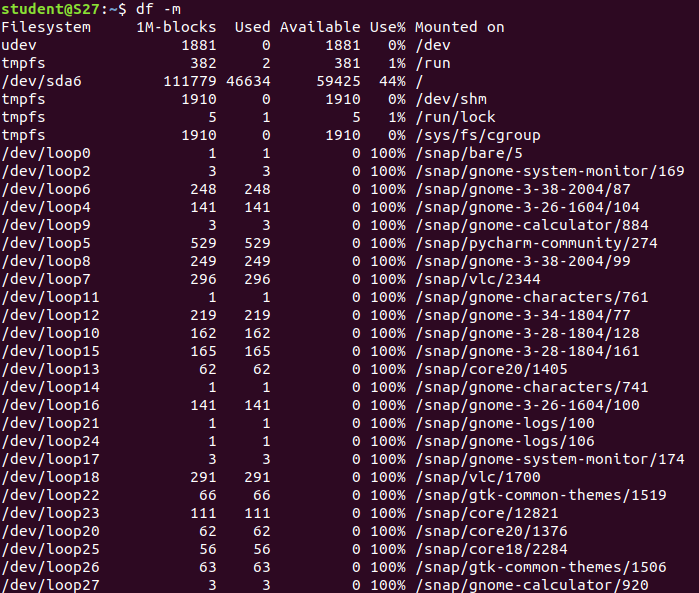 student@S27:~$ df -m
Filesystem     1M-blocks  Used Available Use% Mounted on
udev                1881     0      1881   0% /dev
tmpfs                382     2       381   1% /run
/dev/sda6         111779 46634     59425  44% /
tmpfs               1910     0      1910   0% /dev/shm
tmpfs                  5     1         5   1% /run/lock
tmpfs               1910     0      1910   0% /sys/fs/cgroup
/dev/loop0             1     1         0 100% /snap/bare/5
/dev/loop2             3     3         0 100% /snap/gnome-system-monitor/169
/dev/loop6           248   248         0 100% /snap/gnome-3-38-2004/87
/dev/loop4           141   141         0 100% /snap/gnome-3-26-1604/104
/dev/loop9             3     3         0 100% /snap/gnome-calculator/884
/dev/loop5           529   529         0 100% /snap/pycharm-community/274
/dev/loop8           249   249         0 100% /snap/gnome-3-38-2004/99
/dev/loop7           296   296         0 100% /snap/vlc/2344
/dev/loop11            1     1         0 100% /snap/gnome-characters/761
/dev/loop12          219   219         0 100% /snap/gnome-3-34-1804/77
/dev/loop10          162   162         0 100% /snap/gnome-3-28-1804/128
/dev/loop15          165   165         0 100% /snap/gnome-3-28-1804/161
/dev/loop13           62    62         0 100% /snap/core20/1405
/dev/loop14            1     1         0 100% /snap/gnome-characters/741
/dev/loop16          141   141         0 100% /snap/gnome-3-26-1604/100
/dev/loop21            1     1         0 100% /snap/gnome-logs/100
/dev/loop24            1     1         0 100% /snap/gnome-logs/106
/dev/loop17            3     3         0 100% /snap/gnome-system-monitor/174
/dev/loop18          291   291         0 100% /snap/vlc/1700
/dev/loop22           66    66         0 100% /snap/gtk-common-themes/1519
/dev/loop23          111   111         0 100% /snap/core/12821
/dev/loop20           62    62         0 100% /snap/core20/1376
/dev/loop25           56    56         0 100% /snap/core18/2284
/dev/loop26           63    63         0 100% /snap/gtk-common-themes/1506
/dev/loop27            3     3         0 100% /snap/gnome-calculator/920